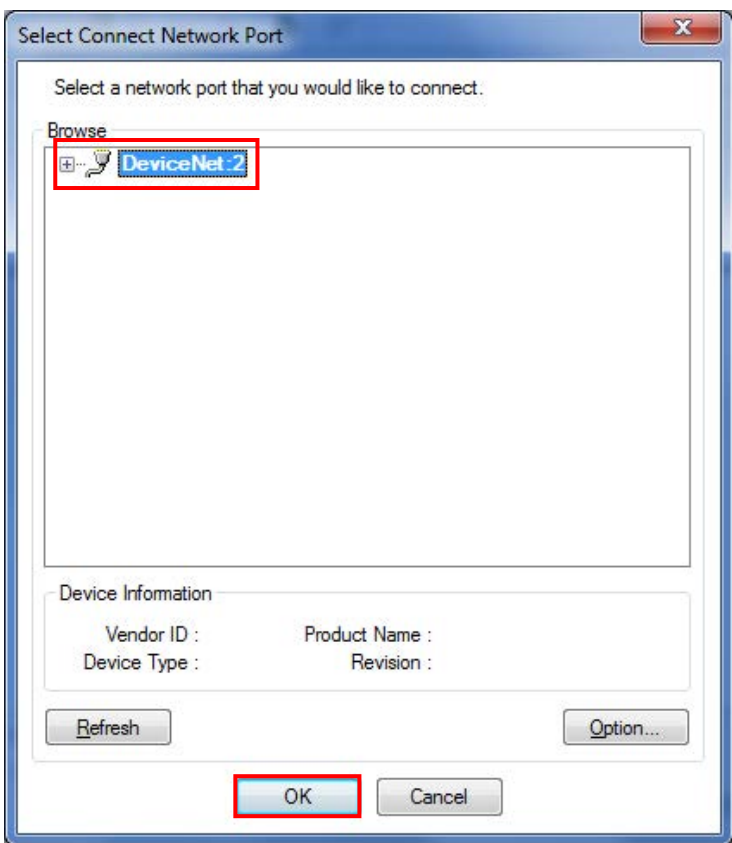 Select Connect Network Port
X
Select a network port that you would like to connect.
Browse
DeviceNet:2
Device Information
Vendor ID :
Product Name :
Device Type :
Revision :
Refresh
Option...
OK
Cancel